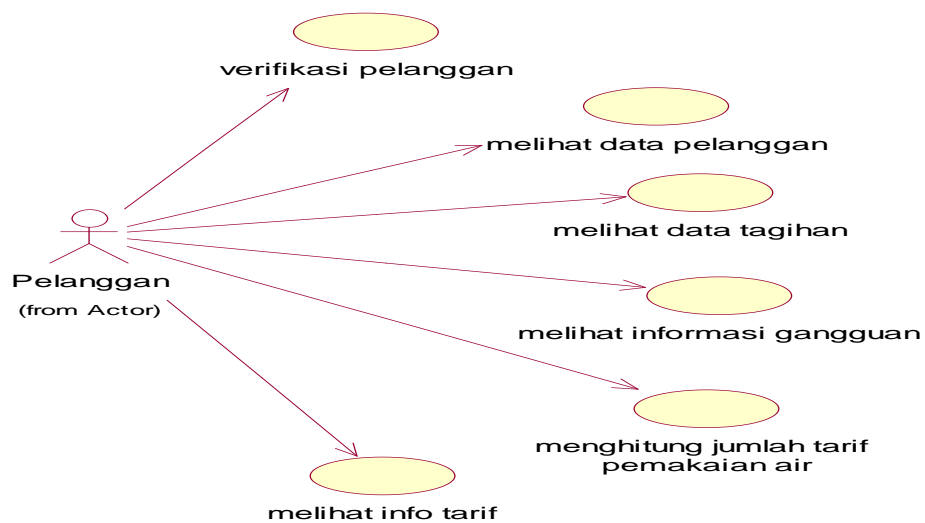 verifikasi pelanggan
melihat data pelanggan
melihat data tagihan
Pelanggan
(from Actor)
melihat informasi gangguan
menghitung jumlah tarif
pemakaian air
melihat info tarif